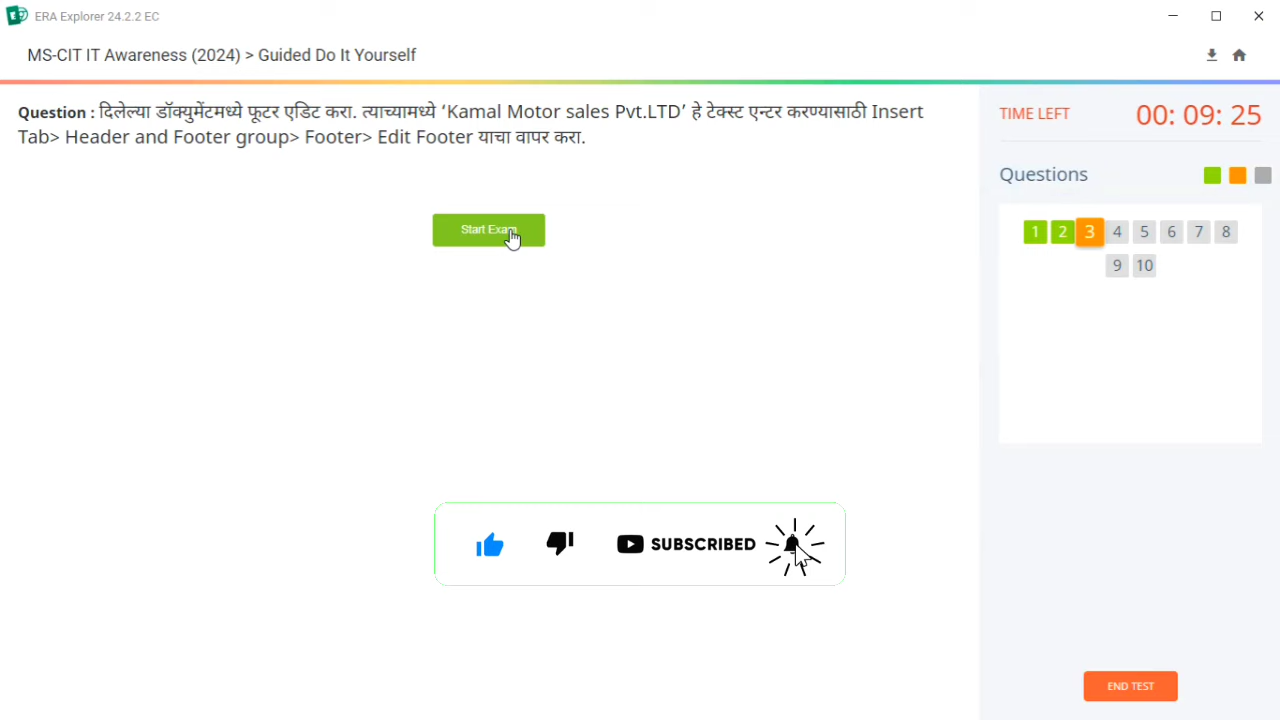 ERA Explorer 24.2.2 EC
MS-CIT IT Awareness (2024) > Guided Do It Yourself
Question : दिलेल्या डॉक्युमेंटमध्ये फूटर एडिट करा. त्याच्यामध्ये ‘Kamal Motor sales Pvt.LTD’ हे टेक्स्ट एन्टर करण्यासाठी Insert
Tab> Header and Footer group> Footer> Edit Footer याचा वापर करा.
Start Exam
TIME LEFT 00: 09: 25
Questions
1 2 3 4 5 6 7 8
9 10
SUBSCRIBED
END TEST